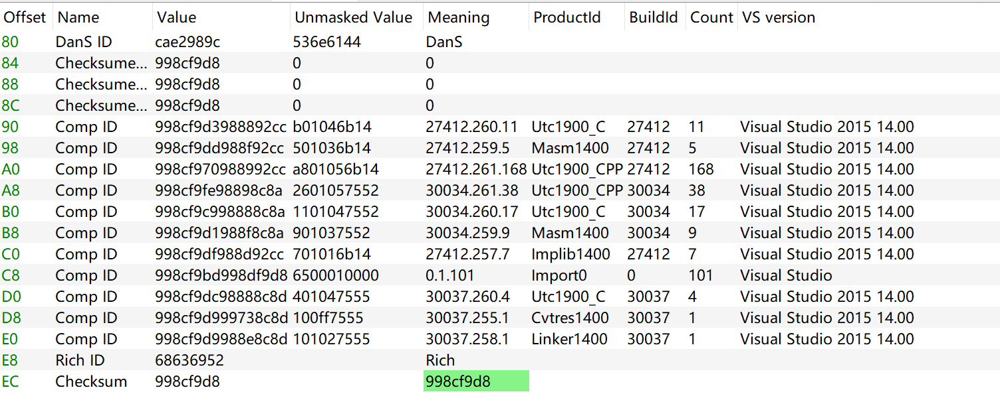 Offset Name Value Unmasked Value Meaning ProductId BuildId Count VS version
80 DanS ID cae2989c 536e6144 DanS
84 Checksume... 998cf9d8 0 0
88 Checksume... 998cf9d8 0 0
8C Checksume... 998cf9d8 0 0
90 Comp ID 998cf9d3988892cc b01046b14 27412.260.11 Utc1900_C 27412 11 Visual Studio 2015 14.00
98 Comp ID 998cf9dd988f92cc 501036b14 27412.259.5 Masm1400 27412 5 Visual Studio 2015 14.00
A0 Comp ID 998cf970988992cc a801056b14 27412.261.168 Utc1900_CPP 27412 168 Visual Studio 2015 14.00
A8 Comp ID 998cf9fe98898c8a 2601057552 30034.261.38 Utc1900_CPP 30034 38 Visual Studio 2015 14.00
B0 Comp ID 998cf9c998888c8a 1101047552 30034.260.17 Utc1900_C 30034 17 Visual Studio 2015 14.00
B8 Comp ID 998cf9d1988f8c8a 901037552 30034.259.9 Masm1400 30034 9 Visual Studio 2015 14.00
C0 Comp ID 998cf9df988d92cc 701016b14 27412.257.7 Implib1400 27412 7 Visual Studio 2015 14.00
C8 Comp ID 998cf9bd998df9d8 6500010000 0.1.101 Import0 0 101 Visual Studio
D0 Comp ID 998cf9dc98888c8d 401047555 30037.260.4 Utc1900_C 30037 4 Visual Studio 2015 14.00
D8 Comp ID 998cf9d999738c8d 100ff7555 30037.255.1 Cvtres1400 30037 1 Visual Studio 2015 14.00
E0 Comp ID 998cf9d9988e8c8d 101027555 30037.258.1 Linker1400 30037 1 Visual Studio 2015 14.00
E8 Rich ID 68636952 Rich
EC Checksum 998cf9d8 998cf9d8